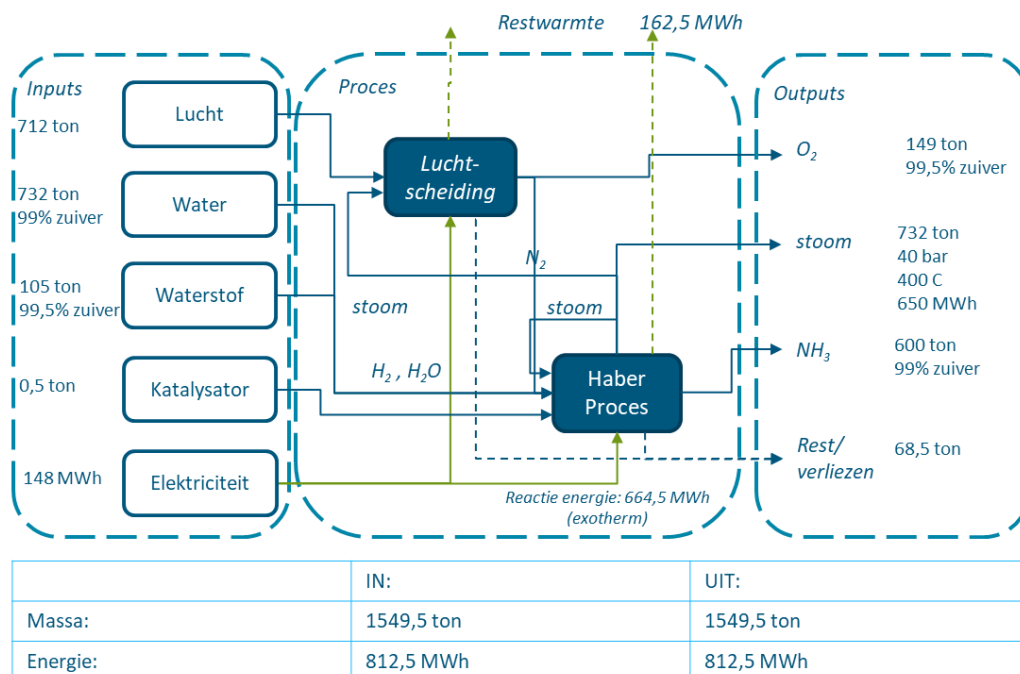 Restwarmte 162,5 MWh
Inputs
Proces
Outputs
712 ton
Lucht
Lucht-
scheiding
O2
149 ton
99,5% zuiver
732 ton
99% zuiver
Water
stoom
732 ton
40 bar
400 C
650 MWh
N2
105 ton
99,5% zuiver
Waterstof
stoom
stoom
NH3
600 ton
99% zuiver
H2 , H2O
0,5 ton
Katalysator
Haber
Proces
Rest/
verliezen
68,5 ton
148 MWh
Elektriciteit
Reactie energie: 664,5 MWh
(exotherm)
IN: UIT:
Massa: 1549,5 ton 1549,5 ton
Energie: 812,5 MWh 812,5 MWh